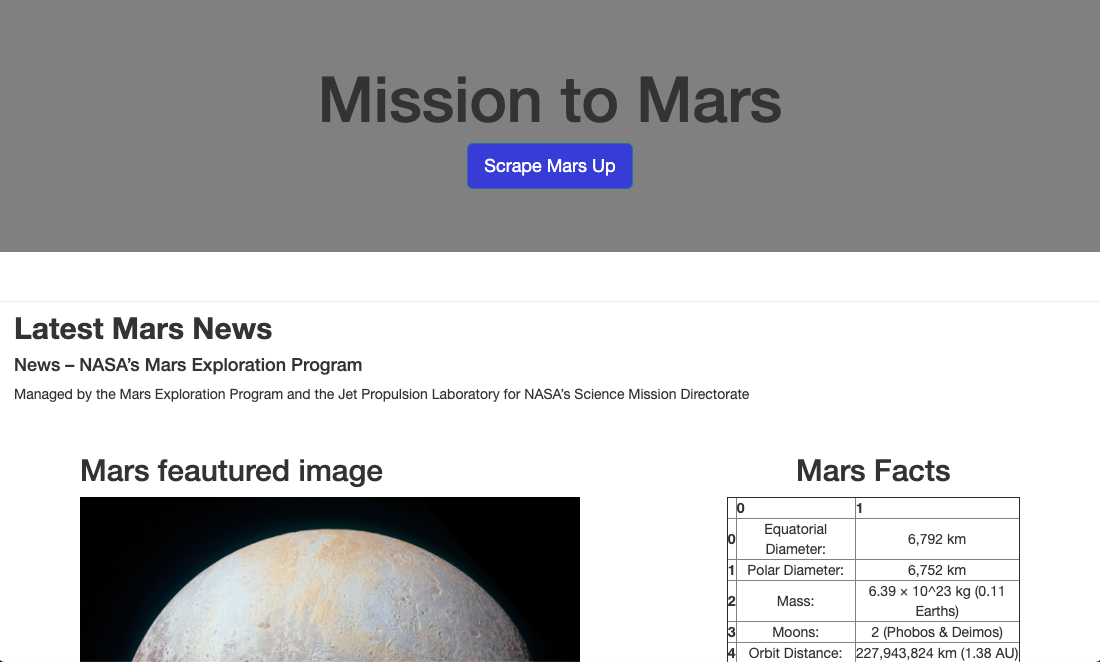 Mission to Mars
Scrape Mars Up
Latest Mars News
News – NASA’s Mars Exploration Program
Managed by the Mars Exploration Program and the Jet Propulsion Laboratory for NASA’s Science Mission Directorate
Mars feautured image
Mars Facts
0 1
0 Equatorial Diameter: 6,792 km
1 Polar Diameter: 6,752 km
2 Mass: 6.39 × 10^23 kg (0.11 Earths)
3 Moons: 2 (Phobos & Deimos)
4 Orbit Distance: 227,943,824 km (1.38 AU)